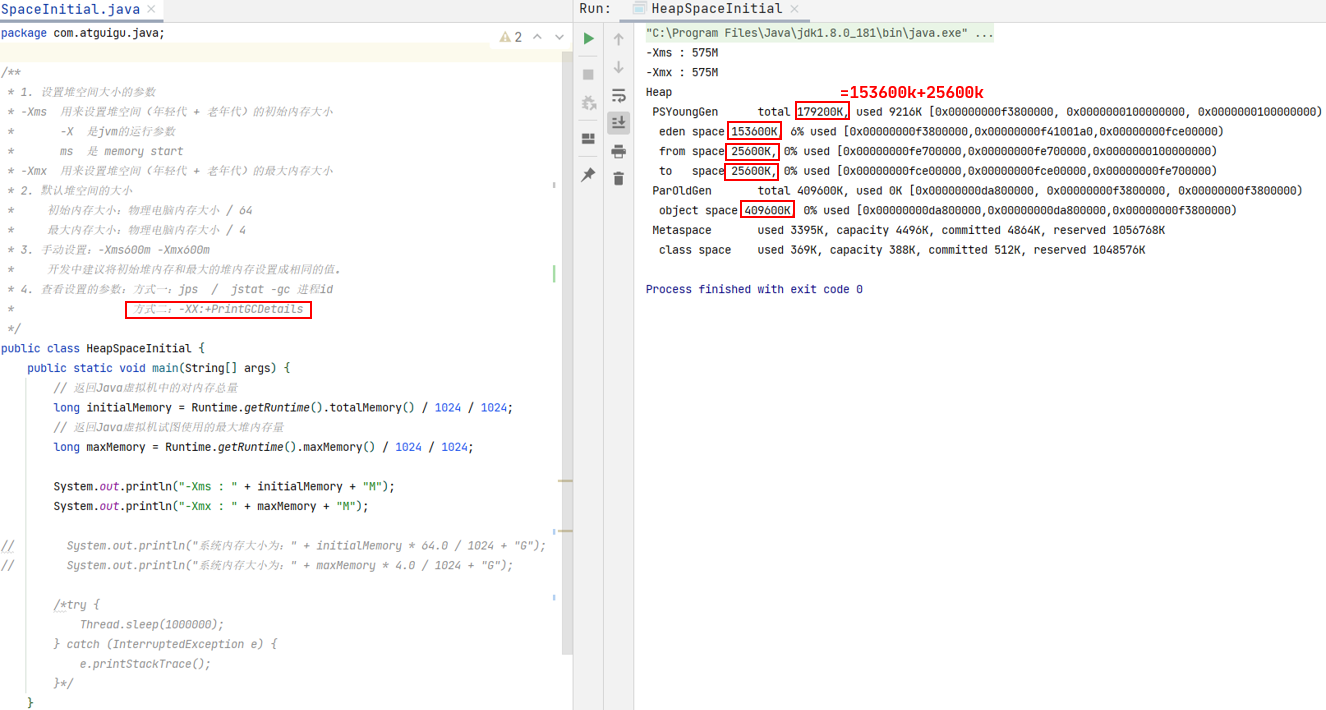 SpaceInitial.java
package com.atguigu.java;
2
/**
* 1. 设置堆空间大小的参数
* -Xms 用来设置堆空间（年轻代 + 老年代）的初始内存大小
* -X 是jvm的运行参数
* ms 是 memory start
* -Xmx 用来设置堆空间（年轻代 + 老年代）的最大内存大小
* 2. 默认堆空间的大小
* 初始内存大小：物理电脑内存大小 / 64
* 最大内存大小：物理电脑内存大小 / 4
* 3. 手动设置：-Xms600m -Xmx600m
* 开发中建议将初始堆内存和最大的堆内存设置成相同的值。
* 4. 查看设置的参数：方式一：jps / jstat -gc 进程id
* 方式二：-XX:+PrintGCDetails
*/
public class HeapSpaceInitial {
public static void main(String[] args) {
// 返回Java虚拟机中的对内存总量
long initialMemory = Runtime.getRuntime().totalMemory() / 1024 / 1024;
// 返回Java虚拟机试图使用的最大堆内存量
long maxMemory = Runtime.getRuntime().maxMemory() / 1024 / 1024;
System.out.println("-Xms : " + initialMemory + "M");
System.out.println("-Xmx : " + maxMemory + "M");
// System.out.println("系统内存大小为：" + initialMemory * 64.0 / 1024 + "G");
// System.out.println("系统内存大小为：" + maxMemory * 4.0 / 1024 + "G");
/*try {
Thread.sleep(1000000);
} catch (InterruptedException e) {
e.printStackTrace();
}*/
}
Run: HeapSpaceInitial
"C:\Program Files\Java\jdk1.8.0_181\bin\java.exe" ...
-Xms : 575M
-Xmx : 575M
Heap
=153600k+25600k
PSYoungGen total 179200K, used 9216K [0x00000000f3800000, 0x0000000100000000, 0x0000000100000000)
eden space 153600K, 6% used [0x00000000f3800000,0x00000000f41001a0,0x00000000fce00000)
from space 25600K, 0% used [0x00000000fe700000,0x00000000fe700000,0x0000000100000000)
to space 25600K, 0% used [0x00000000fce00000,0x00000000fce00000,0x00000000fe700000)
ParOldGen total 409600K, used 0K [0x00000000da800000, 0x00000000f3800000, 0x00000000f3800000)
object space 409600K, 0% used [0x00000000da800000,0x00000000da800000,0x00000000f3800000)
Metaspace used 3395K, capacity 4496K, committed 4864K, reserved 1056768K
class space used 369K, capacity 388K, committed 512K, reserved 1048576K
Process finished with exit code 0